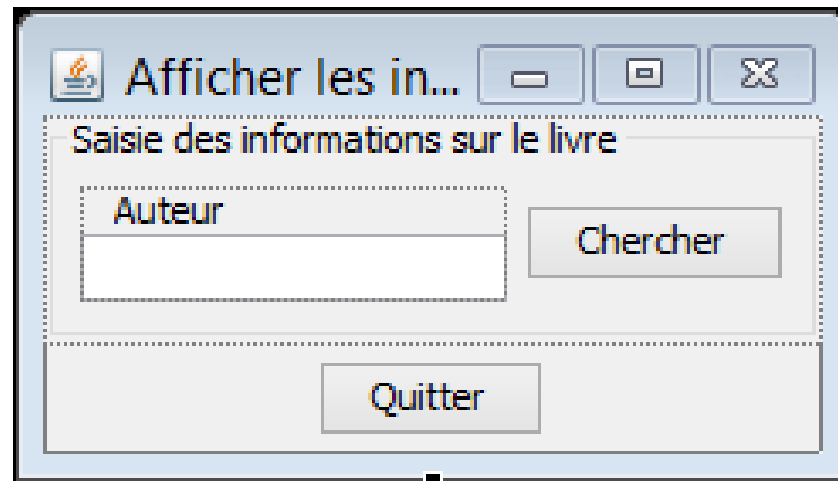 Afficher les in...
Saisie des informations sur le livre
Auteur
Chercher
Quitter